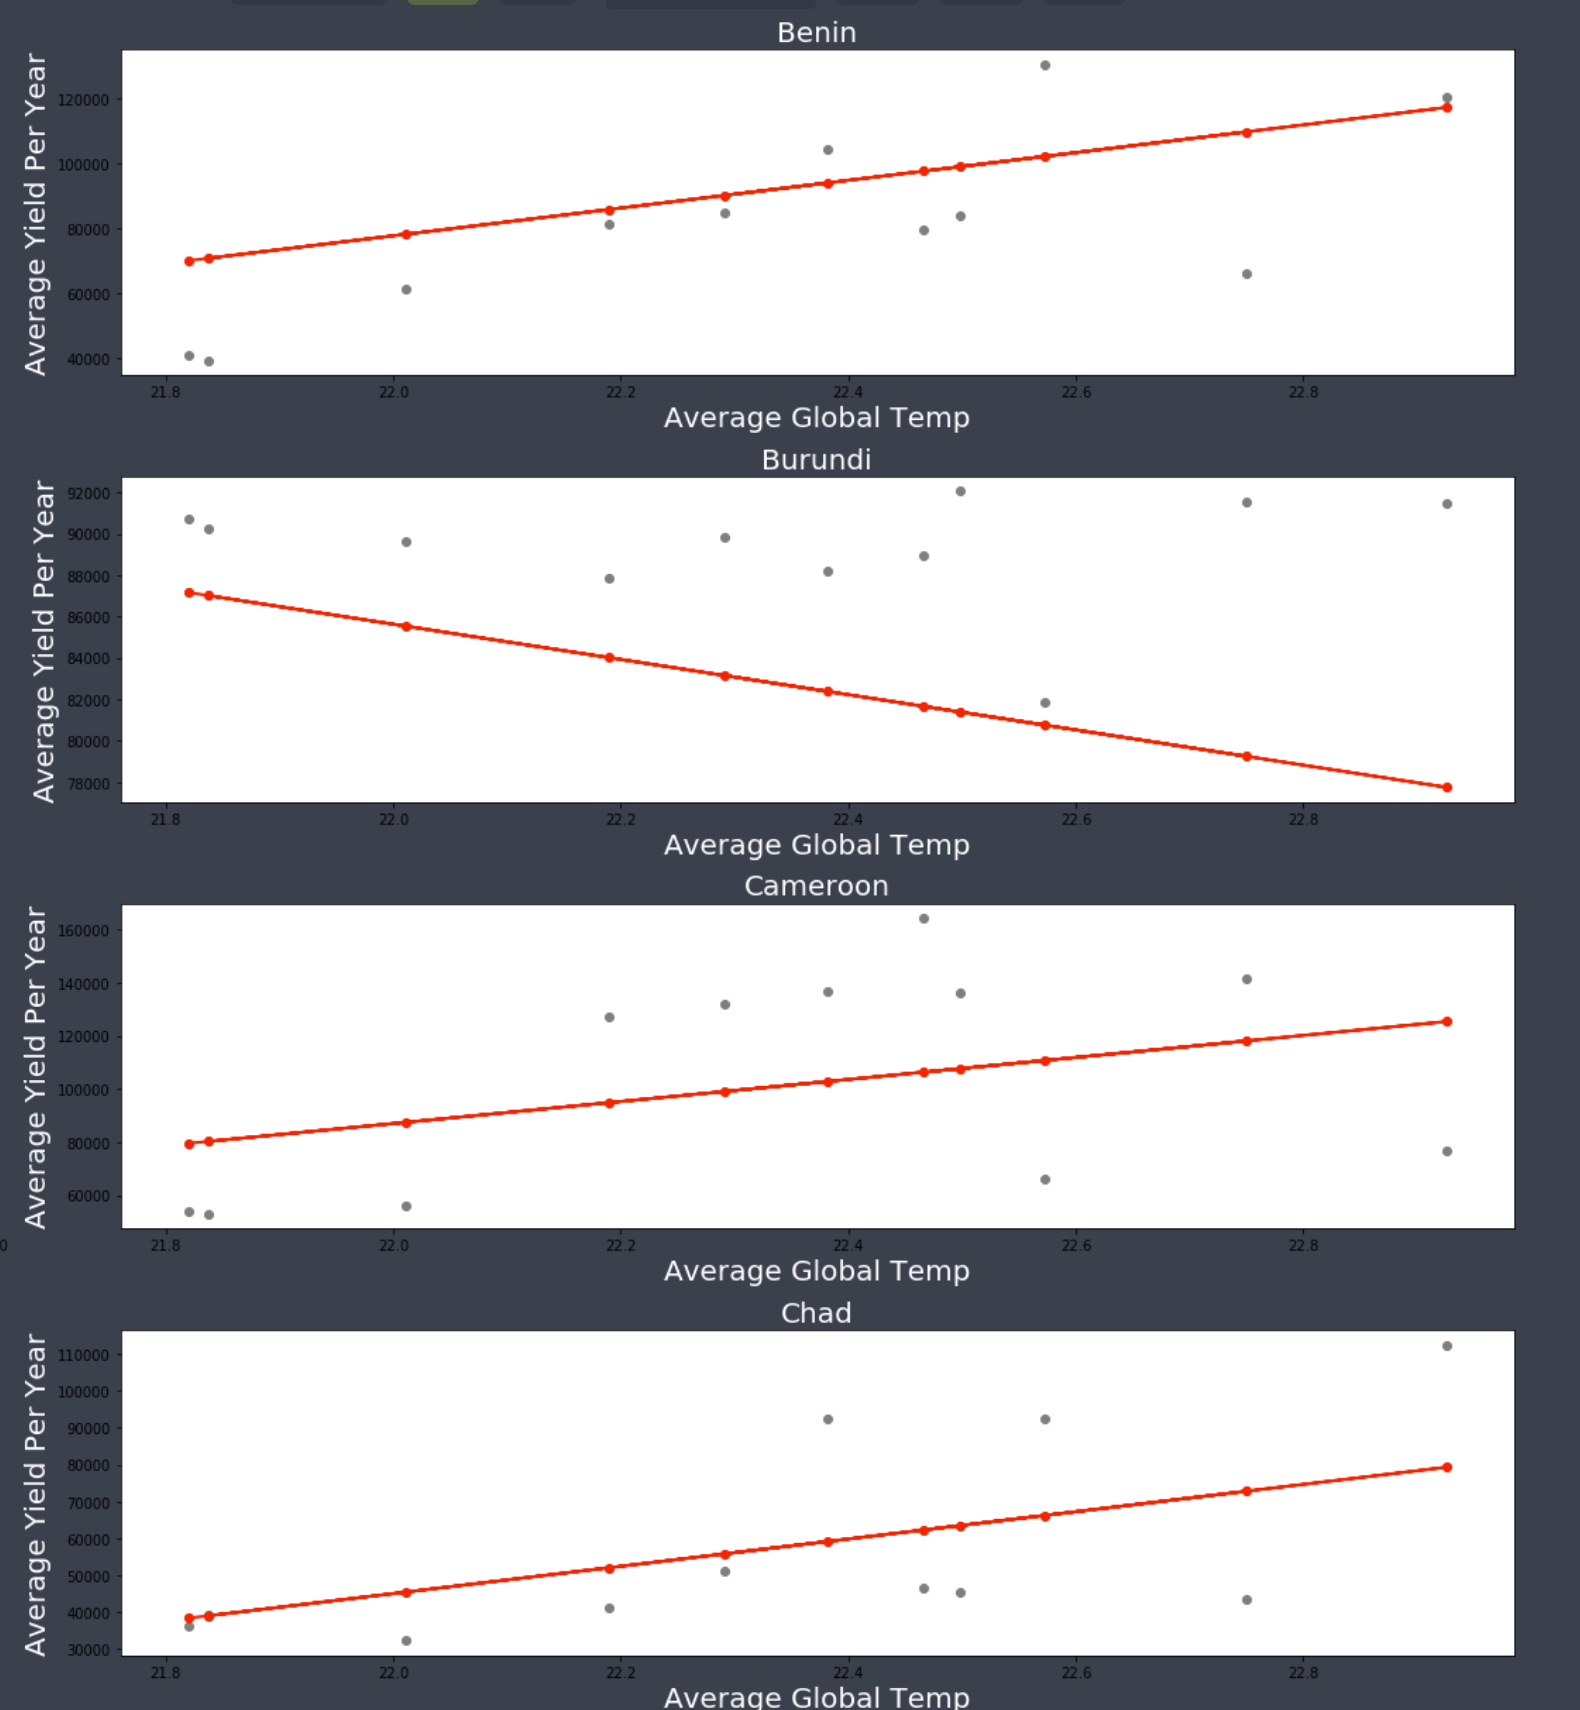 Benin
Average Yield Per Year
120000
100000
80000
60000
40000
21.8 22.0 22.2 22.4 22.6 22.8
Average Global Temp
Burundi
Average Yield Per Year
92000
90000
88000
86000
84000
82000
80000
78000
21.8 22.0 22.2 22.4 22.6 22.8
Average Global Temp
Cameroon
Average Yield Per Year
160000
140000
120000
100000
80000
60000
0 21.8 22.0 22.2 22.4 22.6 22.8
Average Global Temp
Chad
Average Yield Per Year
110000
100000
90000
80000
70000
60000
50000
40000
30000
21.8 22.0 22.2 22.4 22.6 22.8
Average Global Temp